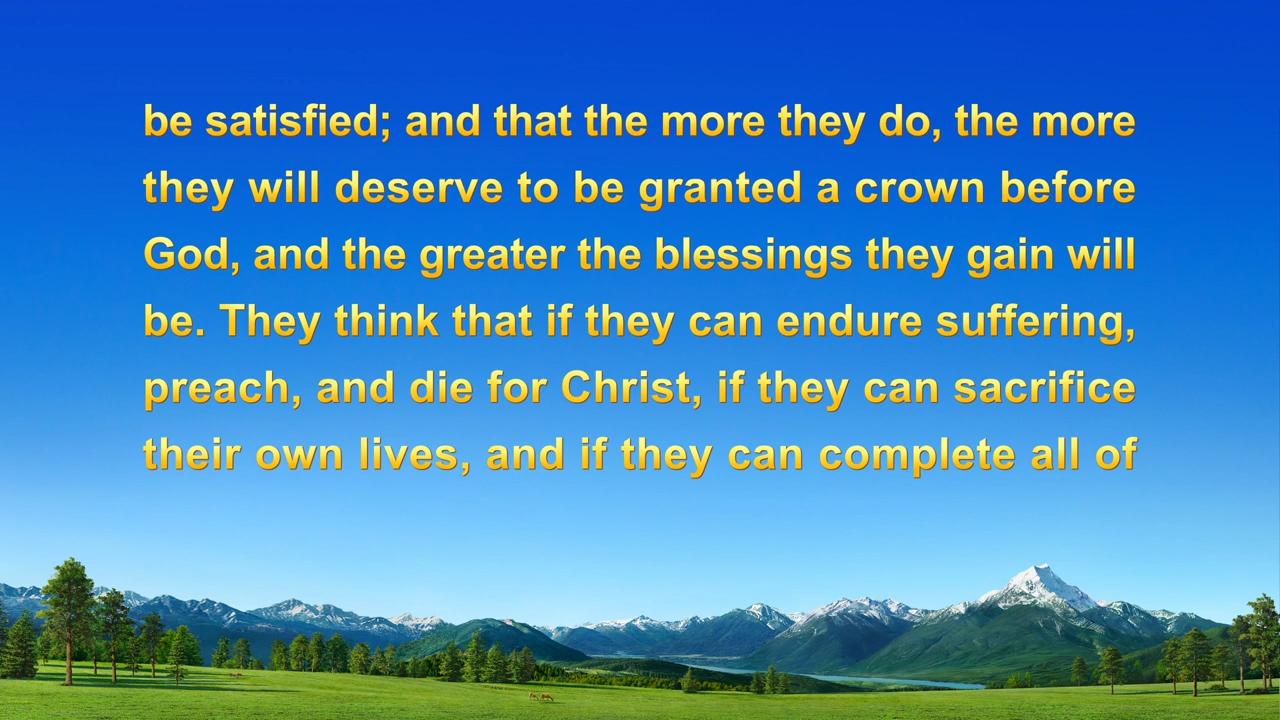 be satisfied; and that the more they do, the more
they will deserve to be granted a crown before
God, and the greater the blessings they gain will
be. They think that if they can endure suffering,
preach, and die for Christ, if they can sacrifice
their own lives, and if they can complete all of